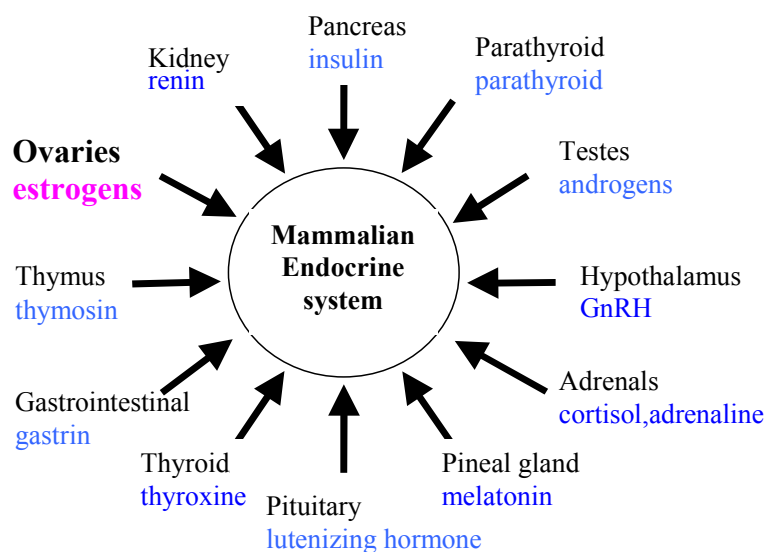 Pancreas
insulin
Kidney
renin
Parathyroid
parathyroid
Ovaries
estrogens
Testes
androgens
Mammalian
Endocrine
system
Thymus
thymosin
Hypothalamus
GnRH
Gastrointestinal
gastrin
Adrenals
cortisol,adrenaline
Thyroid
thyroxine
Pituitary
lutenizing hormone
Pineal gland
melatonin